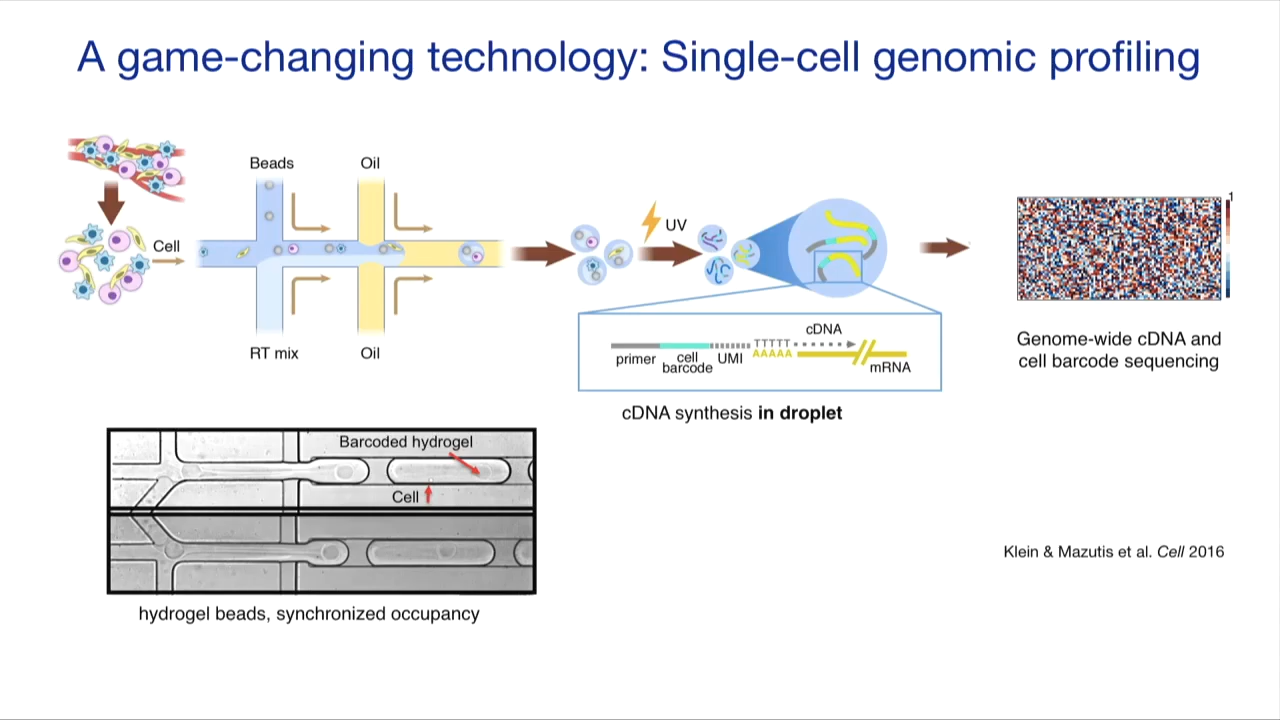 A game-changing technology: Single-cell genomic profiling
Beads
Oil
Cell
RT mix
Oil
UV
cDNA
TTTTT
AAAAA
primer
cell
barcode
UMI
mRNA
cDNA synthesis in droplet
1
Genome-wide cDNA and
cell barcode sequencing
Barcoded hydrogel
Cell
hydrogel beads, synchronized occupancy
Klein & Mazutis et al. Cell 2016